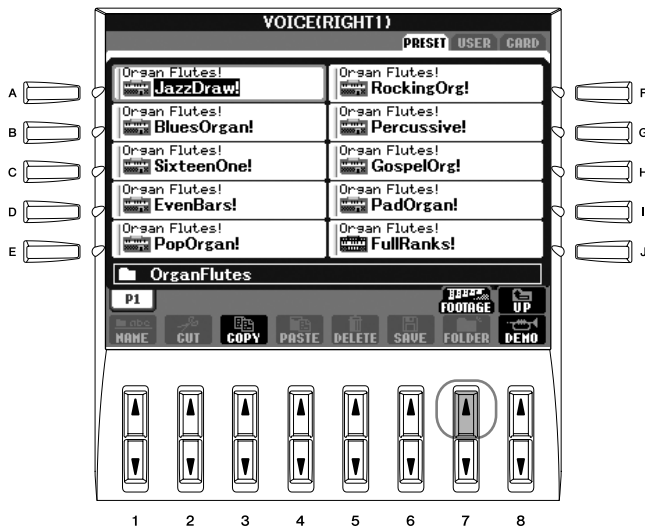 VOICE(RIGHT1)
PRESET USER CARD
Organ Flutes!
JazzDraw!
Organ Flutes!
RockingOrg!
A
F
Organ Flutes!
BluesOrgan!
Organ Flutes!
Percussive!
B
G
Organ Flutes!
SixteenOne!
Organ Flutes!
GospelOrg!
C
H
Organ Flutes!
EvenBars!
Organ Flutes!
PadOrgan!
D
I
Organ Flutes!
PopOrgan!
Organ Flutes!
FullRanks!
E
J
OrganFlutes
P1
FOOTAGE UP
abc
NAME CUT COPY PASTE DELETE SAVE FOLDER DEMO
1 2 3 4 5 6 7 8